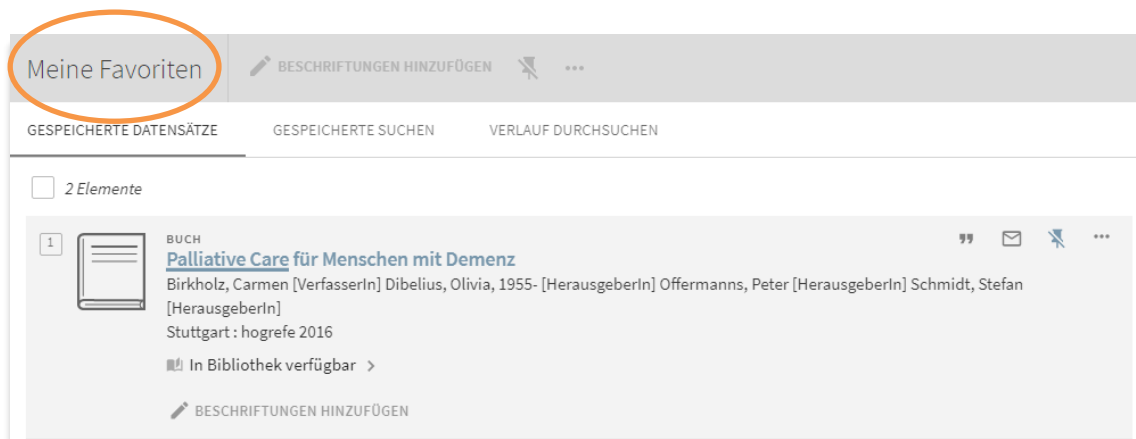 Meine Favoriten
BESCHRIFTUNGEN HINZUFÜGEN
GESPEICHERTE DATENSÄTZE
GESPEICHERTE SUCHEN
VERLAUF DURCHSUCHEN
2 Elemente
1
BUCH
Palliative Care für Menschen mit Demenz
Birkholz, Carmen [VerfasserIn] Dibelius, Olivia, 1955- [HerausgeberIn] Offermanns, Peter [HerausgeberIn] Schmidt, Stefan
[HerausgeberIn]
Stuttgart : hogrefe 2016
In Bibliothek verfügbar
BESCHRIFTUNGEN HINZUFÜGEN